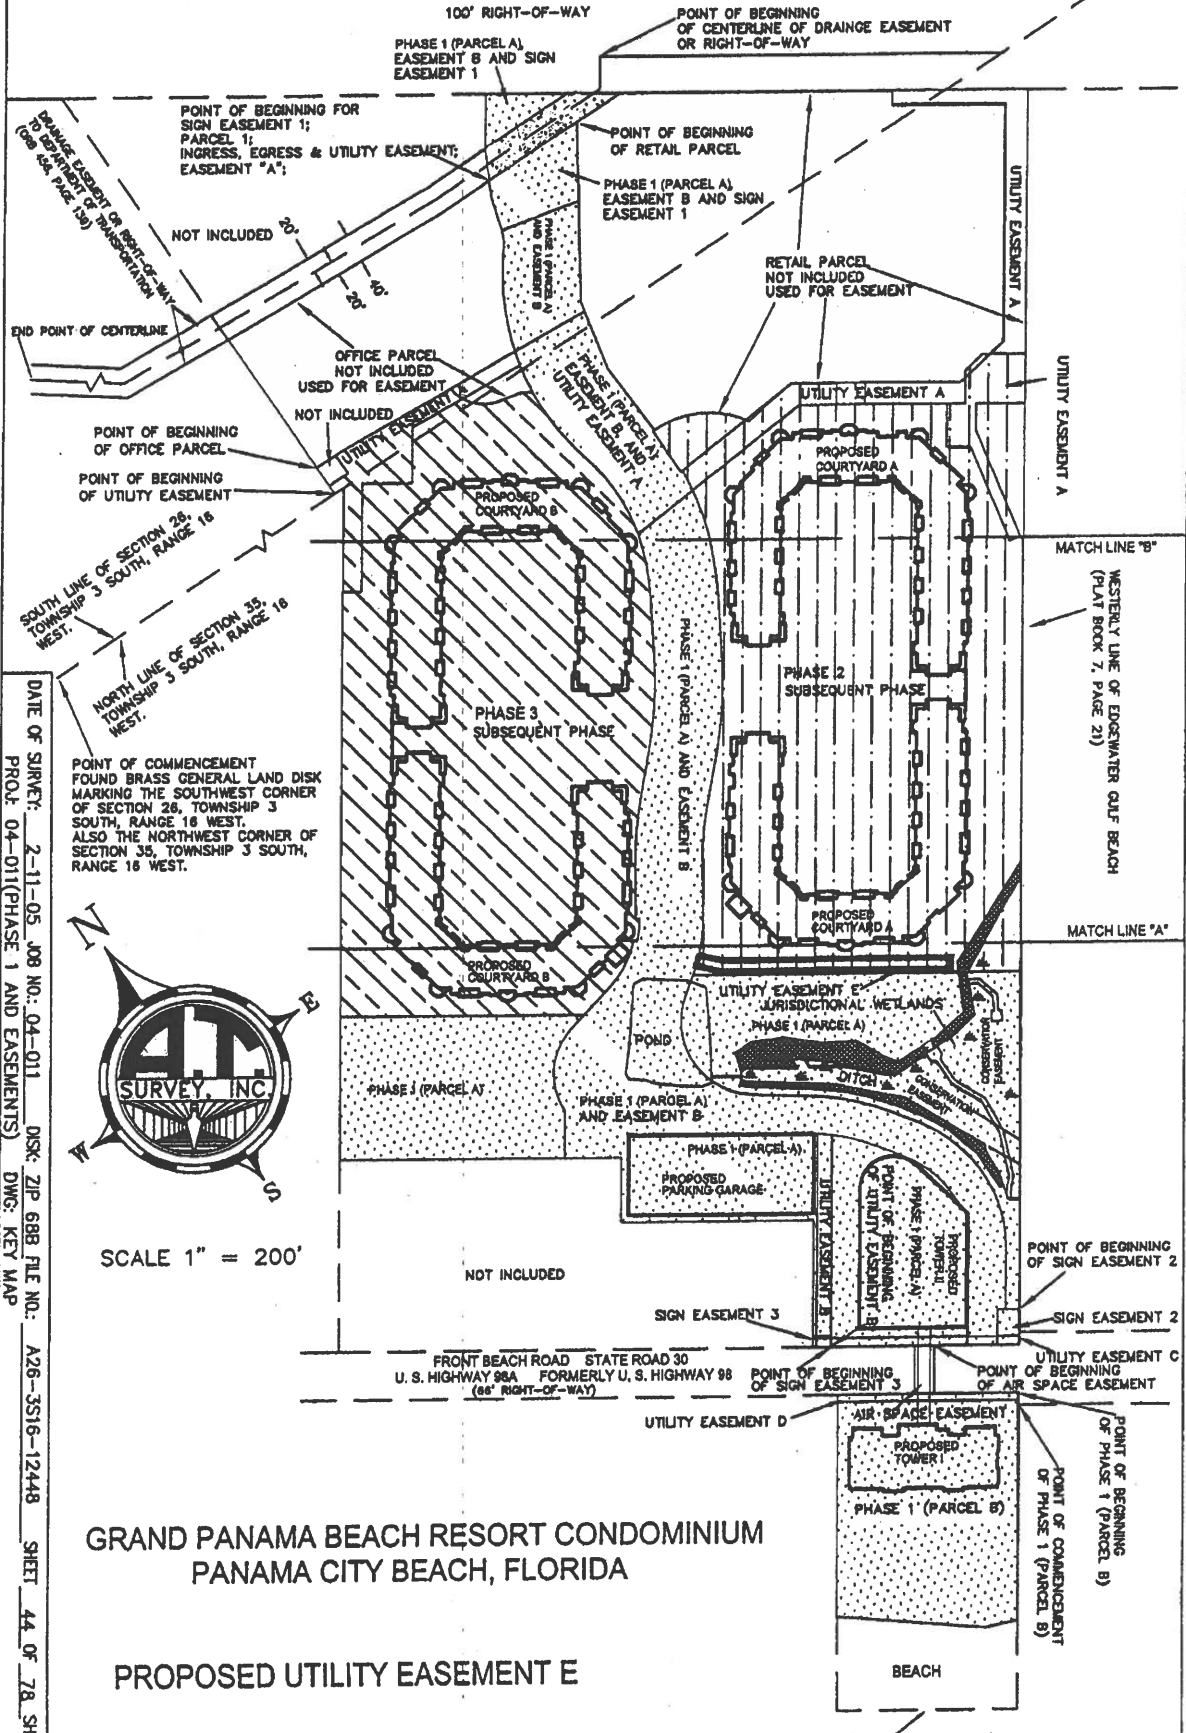 100' RIGHT-OF-WAY
POINT OF BEGINNING
OF CENTERLINE OF DRAINGE EASEMENT
OR RIGHT-OF-WAY
PHASE 1 (PARCEL A),
EASEMENT B AND SIGN
EASEMENT 1
POINT OF BEGINNING FOR
SIGN EASEMENT 1;
PARCEL 1;
INGRESS, EGRESS & UTILITY EASEMENT;
EASEMENT "A";
POINT OF BEGINNING
OF RETAIL PARCEL
DRAINAGE EASEMENT OR RIGHT-OF-WAY
TO DEPARTMENT OF TRANSPORTATION
(ORB 456, PAGE 139)
PHASE 1 (PARCEL A),
EASEMENT B AND SIGN
EASEMENT 1
UTILITY EASEMENT A
NOT INCLUDED
20'
20'
40'
PHASE 1 (PARCEL A)
AND EASEMENT B
RETAIL PARCEL
NOT INCLUDED
USED FOR EASEMENT
END POINT OF CENTERLINE
OFFICE PARCEL
NOT INCLUDED
USED FOR EASEMENT
PHASE 1 (PARCEL A),
EASEMENT B, AND
UTILITY EASEMENT A
UTILITY EASEMENT A
UTILITY EASEMENT A
NOT INCLUDED
UTILITY EASEMENT A
POINT OF BEGINNING
OF OFFICE PARCEL
POINT OF BEGINNING
OF UTILITY EASEMENT
PROPOSED
COURTYARD A
PROPOSED
COURTYARD B
SOUTH LINE OF SECTION 26,
TOWNSHIP 3 SOUTH, RANGE 16
WEST.
NORTH LINE OF SECTION 35,
TOWNSHIP 3 SOUTH, RANGE 16
WEST.
MATCH LINE "B"
WESTERLY LINE OF EDGEWATER GULF BEACH
(PLAT BOOK 7, PAGE 21)
PHASE 1 (PARCEL A) AND EASEMENT B
PHASE 2
SUBSEQUENT PHASE
PHASE 3
SUBSEQUENT PHASE
POINT OF COMMENCEMENT
FOUND BRASS GENERAL LAND DISK
MARKING THE SOUTHWEST CORNER
OF SECTION 26, TOWNSHIP 3
SOUTH, RANGE 16 WEST.
ALSO THE NORTHWEST CORNER OF
SECTION 35, TOWNSHIP 3 SOUTH,
RANGE 16 WEST.
PROPOSED
COURTYARD A
MATCH LINE "A"
PROPOSED
COURTYARD B
UTILITY EASEMENT E
JURISDICTIONAL WETLANDS
PHASE 1 (PARCEL A)
POND
CONSERVATION
EASEMENT
DITCH
CONSERVATION
EASEMENT
PHASE 1 (PARCEL A)
PHASE 1 (PARCEL A)
AND EASEMENT B
N
E
W
S
A.T.
SURVEY, INC.
SCALE 1" = 200'
PHASE 1 (PARCEL A)
PROPOSED
PARKING GARAGE
UTILITY EASEMENT B
POINT OF BEGINNING
OF UTILITY EASEMENT B
PHASE 1 (PARCEL A)
PROPOSED
TOWER II
NOT INCLUDED
POINT OF BEGINNING
OF SIGN EASEMENT 2
SIGN EASEMENT 3
SIGN EASEMENT 2
UTILITY EASEMENT C
FRONT BEACH ROAD STATE ROAD 30
U. S. HIGHWAY 98A FORMERLY U. S. HIGHWAY 98
(66' RIGHT-OF-WAY)
POINT OF BEGINNING
OF SIGN EASEMENT 3
POINT OF BEGINNING
OF AIR SPACE EASEMENT
UTILITY EASEMENT D
AIR SPACE EASEMENT
PROPOSED
TOWER I
PHASE 1 (PARCEL B)
POINT OF BEGINNING
OF PHASE 1 (PARCEL B)
POINT OF COMMENCEMENT
OF PHASE 1 (PARCEL B)
BEACH
GRAND PANAMA BEACH RESORT CONDOMINIUM
PANAMA CITY BEACH, FLORIDA
PROPOSED UTILITY EASEMENT E
DATE OF SURVEY: 2-11-05 JOB NO.: 04-011 DISK: ZIP 68B FILE NO.: A26-3S16-12448 SHEET 44 OF 78 SH
PROJ: 04-011(PHASE 1 AND EASEMENTS) DWG: KEY MAP